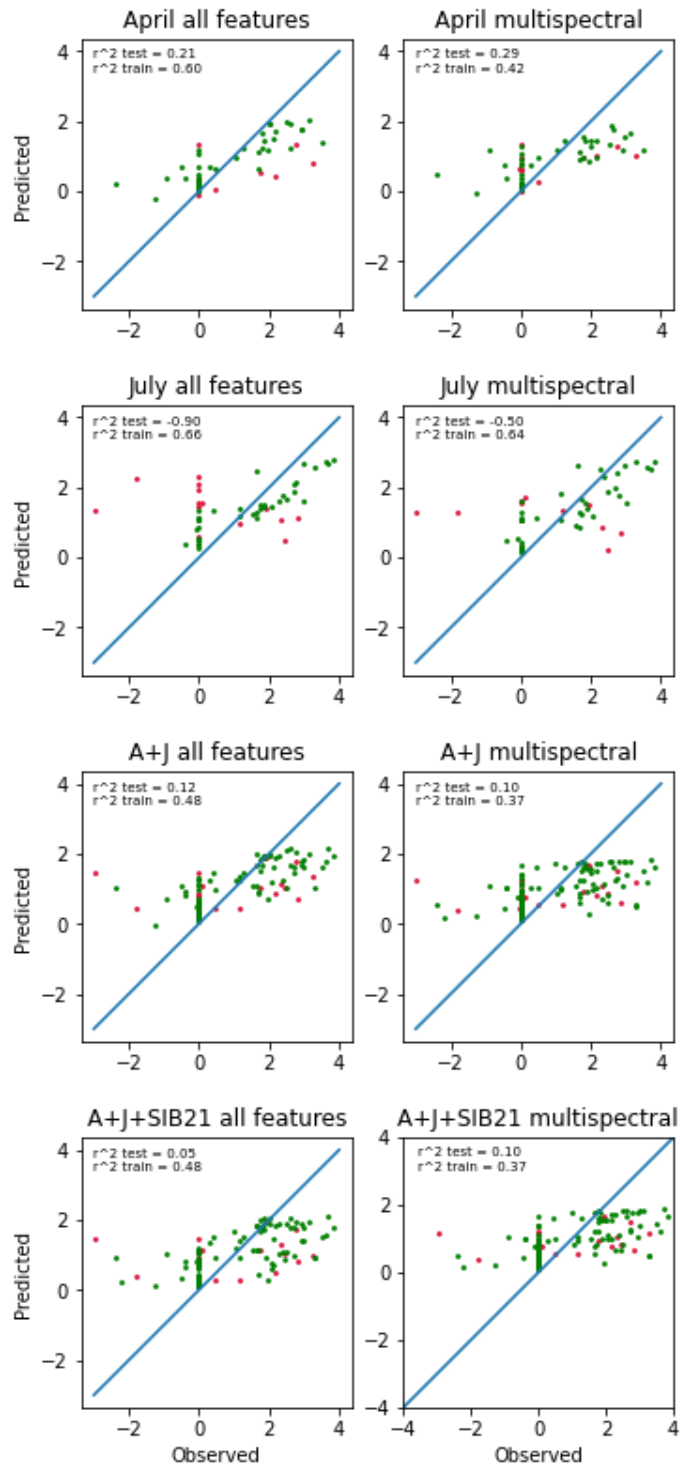 April all features
r^2 test = 0.21
r^2 train = 0.60
4
2
0
−2
Predicted
−2 0 2 4
April multispectral
r^2 test = 0.29
r^2 train = 0.42
4
2
0
−2
−2 0 2 4
July all features
r^2 test = -0.90
r^2 train = 0.66
4
2
0
−2
Predicted
−2 0 2 4
July multispectral
r^2 test = -0.50
r^2 train = 0.64
4
2
0
−2
−2 0 2 4
A+J all features
r^2 test = 0.12
r^2 train = 0.48
4
2
0
−2
Predicted
−2 0 2 4
A+J multispectral
r^2 test = 0.10
r^2 train = 0.37
4
2
0
−2
−2 0 2 4
A+J+SIB21 all features
r^2 test = 0.05
r^2 train = 0.48
4
2
0
−2
Predicted
−2 0 2 4
Observed
A+J+SIB21 multispectral
r^2 test = 0.10
r^2 train = 0.37
4
2
0
−2
−4
−4 −2 0 2 4
Observed